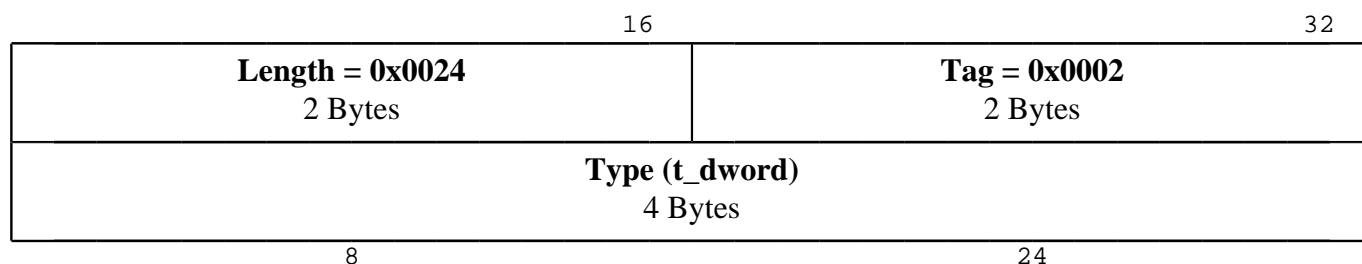 16 32
Length = 0x0024 Tag = 0x0002
2 Bytes 2 Bytes
Type (t_dword)
4 Bytes
8 24